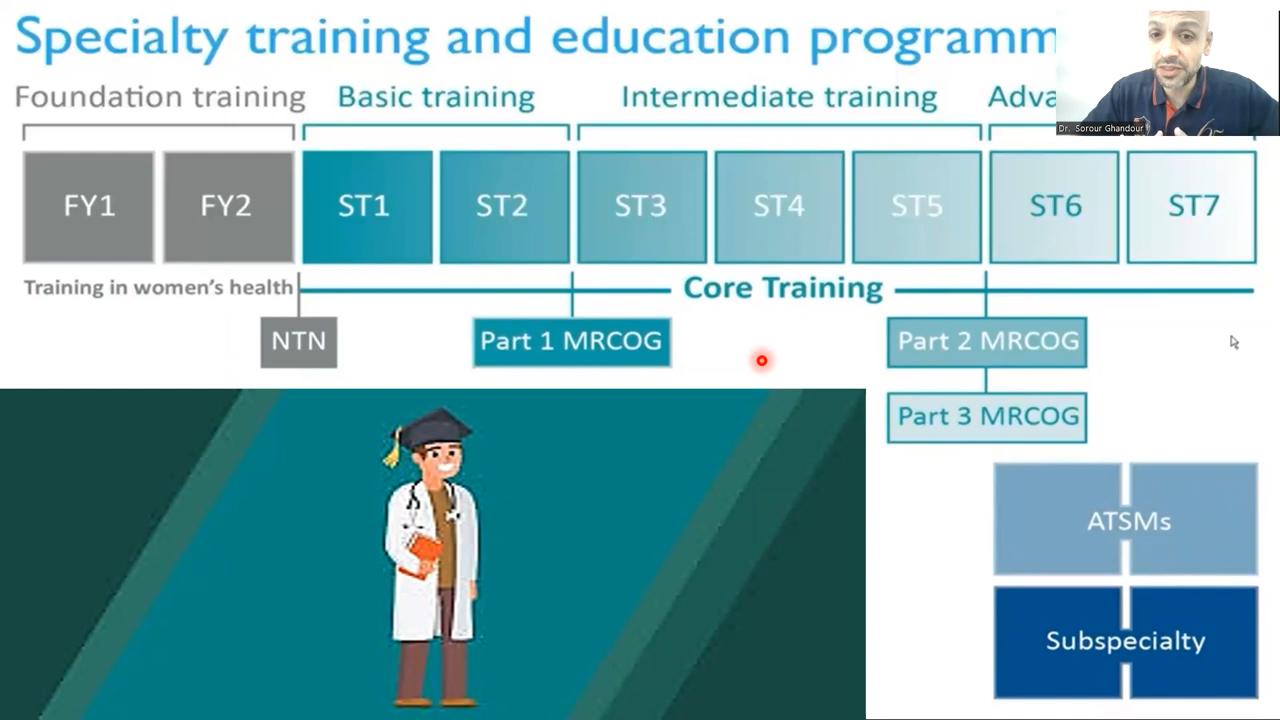 Specialty training and education programm
Foundation training
Basic training
Intermediate training
Adva
Dr. Sorour Ghandour
FY1
FY2
ST1
ST2
ST3
ST4
ST5
ST6
ST7
Training in women's health
Core Training
NTN
Part 1 MRCOG
Part 2 MRCOG
Part 3 MRCOG
ATSMs
Subspecialty